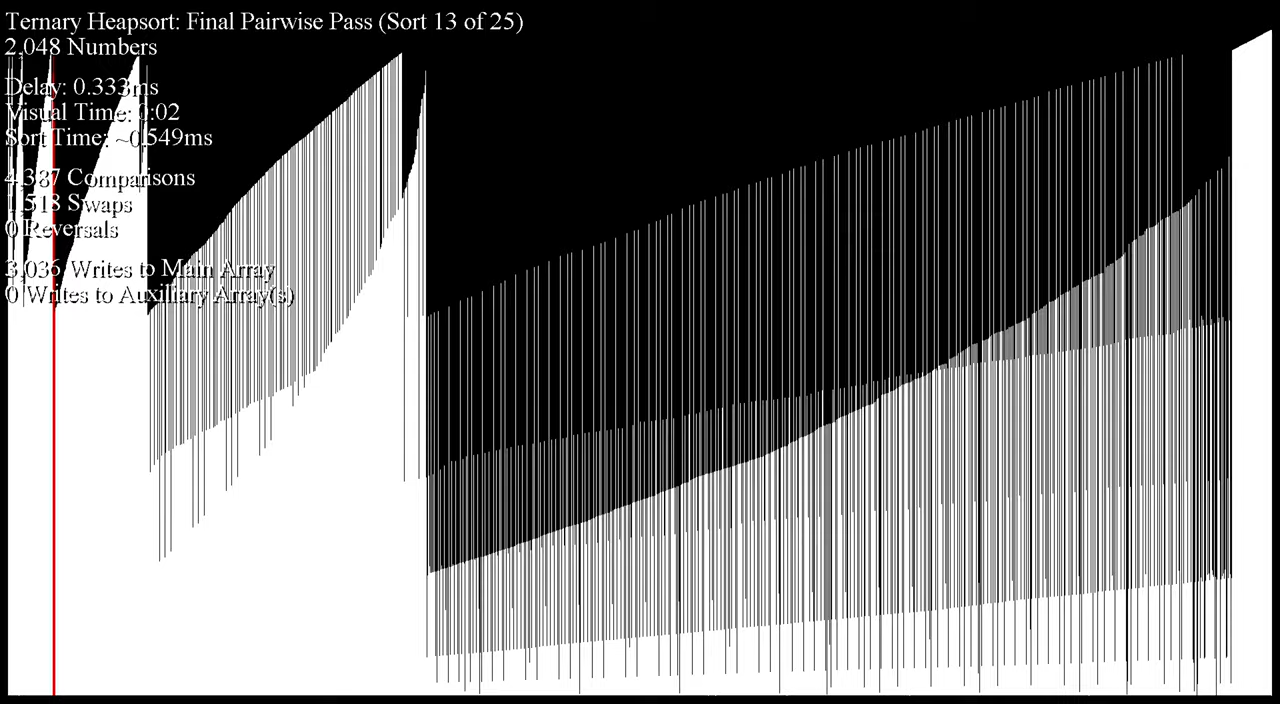 Ternary Heapsort: Final Pairwise Pass (Sort 13 of 25)
2,048 Numbers
Delay: 0.333ms
Visual Time: 0:02
Sort Time: ~0.549ms
4,387 Comparisons
1,518 Swaps
0 Reversals
3,036 Writes to Main Array
0 Writes to Auxiliary Array(s)